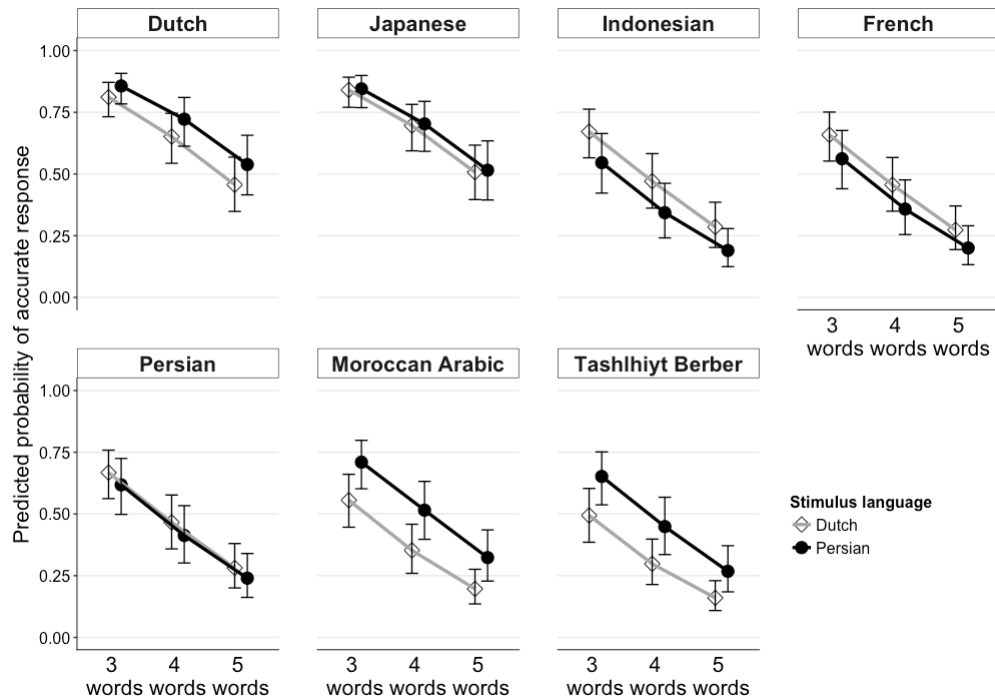 Dutch
Japanese
Indonesian
French
Predicted probability of accurate response
1.00
0.75
0.50
0.25
0.00
3 4 5
words words words
Persian
Moroccan Arabic
Tashlhiyt Berber
1.00
0.75
0.50
0.25
0.00
3 4 5
words words words
3 4 5
words words words
3 4 5
words words words
Stimulus language
Dutch
Persian